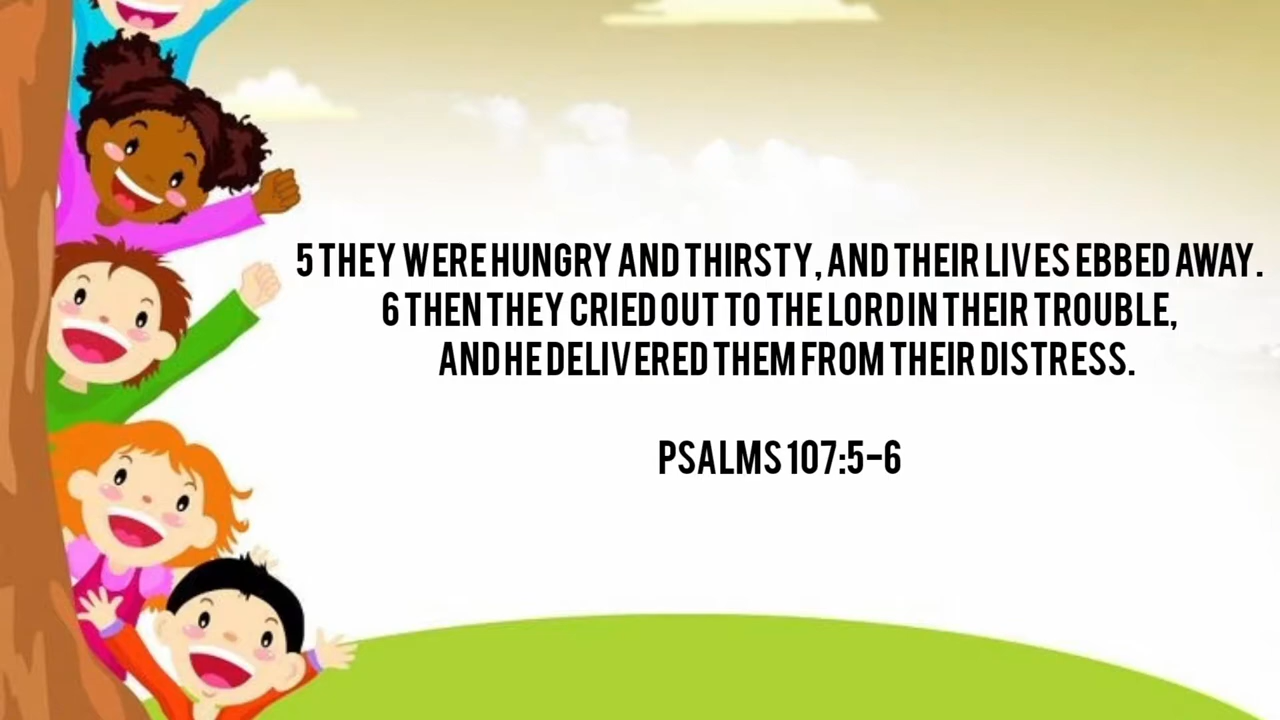 5 THEY WERE HUNGRY AND THIRSTY, AND THEIR LIVES EBBED AWAY.
6 THEN THEY CRIED OUT TO THE LORD IN THEIR TROUBLE,
AND HE DELIVERED THEM FROM THEIR DISTRESS.
PSALMS 107:5-6